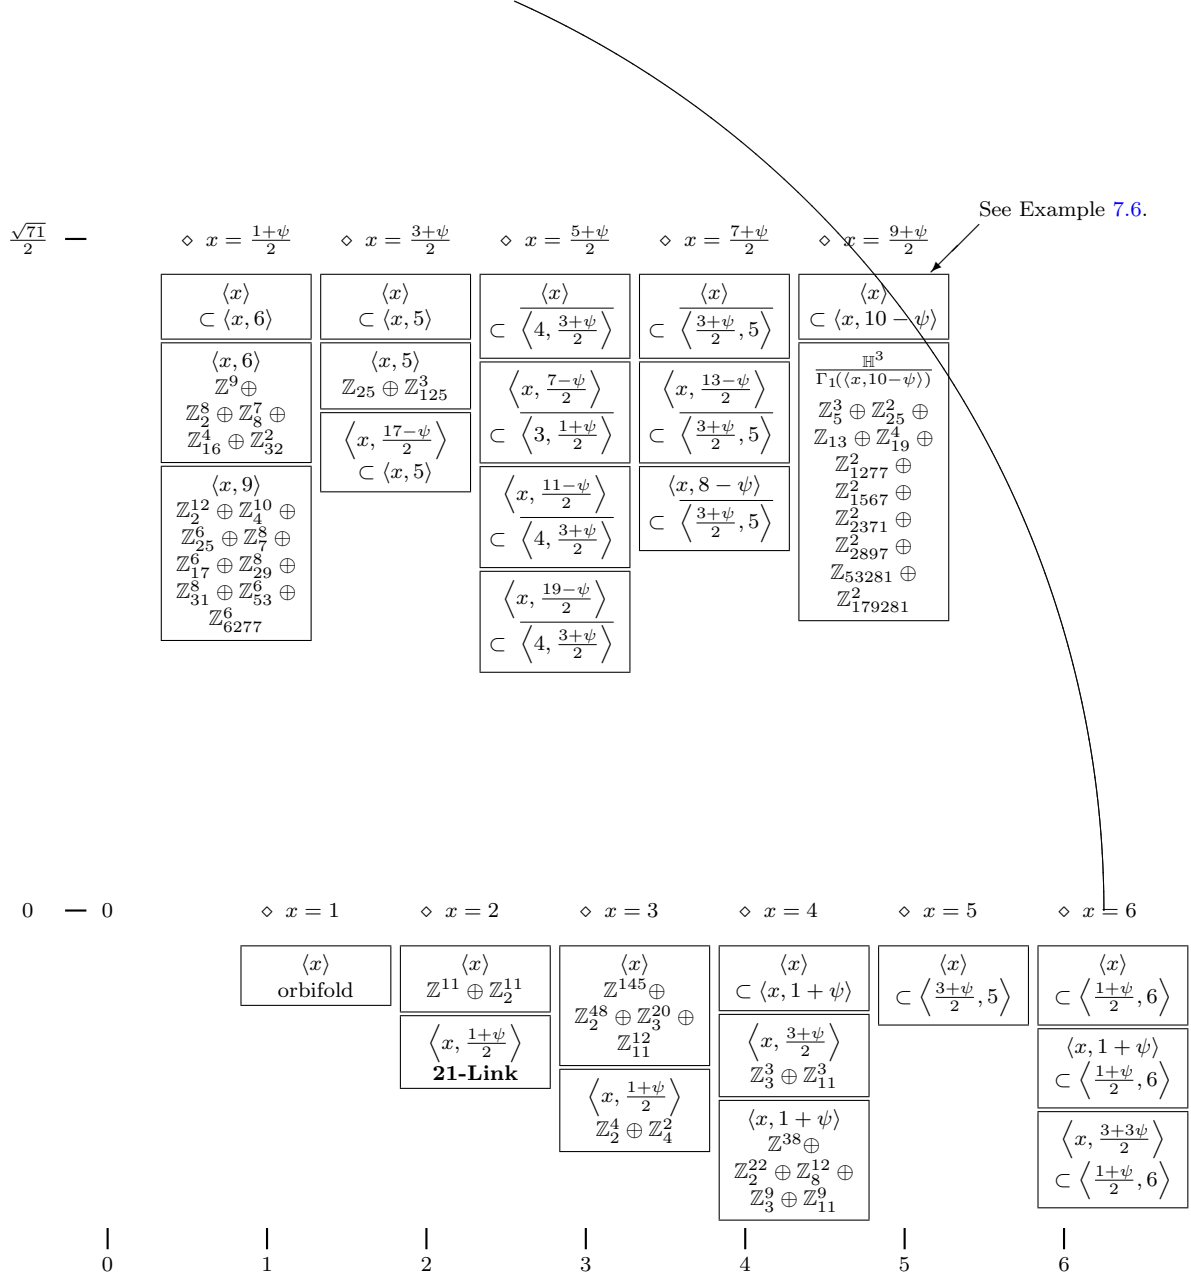 See Example 7.6.
√71/2
⋄ x = (1+ψ)/2 ⋄ x = (3+ψ)/2 ⋄ x = (5+ψ)/2 ⋄ x = (7+ψ)/2 ⋄ x = (9+ψ)/2
⟨x⟩
⊂ ⟨x, 6⟩
⟨x, 6⟩
ℤ^9 ⊕
ℤ_2^8 ⊕ ℤ_8^7 ⊕
ℤ_16^4 ⊕ ℤ_32^2
⟨x, 9⟩
ℤ_2^12 ⊕ ℤ_4^10 ⊕
ℤ_25^6 ⊕ ℤ_7^8 ⊕
ℤ_17^6 ⊕ ℤ_29^8 ⊕
ℤ_31^8 ⊕ ℤ_53^6 ⊕
ℤ_6277^6
⟨x⟩
⊂ ⟨x, 5⟩
⟨x, 5⟩
ℤ_25 ⊕ ℤ_125^3
⟨x, (17−ψ)/2⟩
⊂ ⟨x, 5⟩
⟨x⟩
⊂ \overline{⟨4, (3+ψ)/2⟩}
⟨x, (7−ψ)/2⟩
⊂ \overline{⟨3, (1+ψ)/2⟩}
⟨x, (11−ψ)/2⟩
⊂ \overline{⟨4, (3+ψ)/2⟩}
⟨x, (19−ψ)/2⟩
⊂ \overline{⟨4, (3+ψ)/2⟩}
⟨x⟩
⊂ \overline{⟨(3+ψ)/2, 5⟩}
⟨x, (13−ψ)/2⟩
⊂ \overline{⟨(3+ψ)/2, 5⟩}
⟨x, 8 − ψ⟩
⊂ \overline{⟨(3+ψ)/2, 5⟩}
⟨x⟩
⊂ ⟨x, 10 − ψ⟩
ℍ^3/Γ_1(⟨x,10−ψ⟩)
ℤ_5^3 ⊕ ℤ_25^2 ⊕
ℤ_13 ⊕ ℤ_19^4 ⊕
ℤ_1277^2 ⊕
ℤ_1567^2 ⊕
ℤ_2371^2 ⊕
ℤ_2897^2 ⊕
ℤ_53281 ⊕
ℤ_179281^2
0 0 ⋄ x = 1 ⋄ x = 2 ⋄ x = 3 ⋄ x = 4 ⋄ x = 5 ⋄ x = 6
⟨x⟩
orbifold
⟨x⟩
ℤ^11 ⊕ ℤ_2^11
⟨x, (1+ψ)/2⟩
21-Link
⟨x⟩
ℤ^145 ⊕
ℤ_2^48 ⊕ ℤ_3^20 ⊕
ℤ_11^12
⟨x, (1+ψ)/2⟩
ℤ_2^4 ⊕ ℤ_4^2
⟨x⟩
⊂ ⟨x, 1 + ψ⟩
⟨x, (3+ψ)/2⟩
ℤ_3^3 ⊕ ℤ_11^3
⟨x, 1 + ψ⟩
ℤ^38 ⊕
ℤ_2^22 ⊕ ℤ_8^12 ⊕
ℤ_3^9 ⊕ ℤ_11^9
⟨x⟩
⊂ ⟨(3+ψ)/2, 5⟩
⟨x⟩
⊂ ⟨(1+ψ)/2, 6⟩
⟨x, 1 + ψ⟩
⊂ ⟨(1+ψ)/2, 6⟩
⟨x, (3+3ψ)/2⟩
⊂ ⟨(1+ψ)/2, 6⟩
0 1 2 3 4 5 6